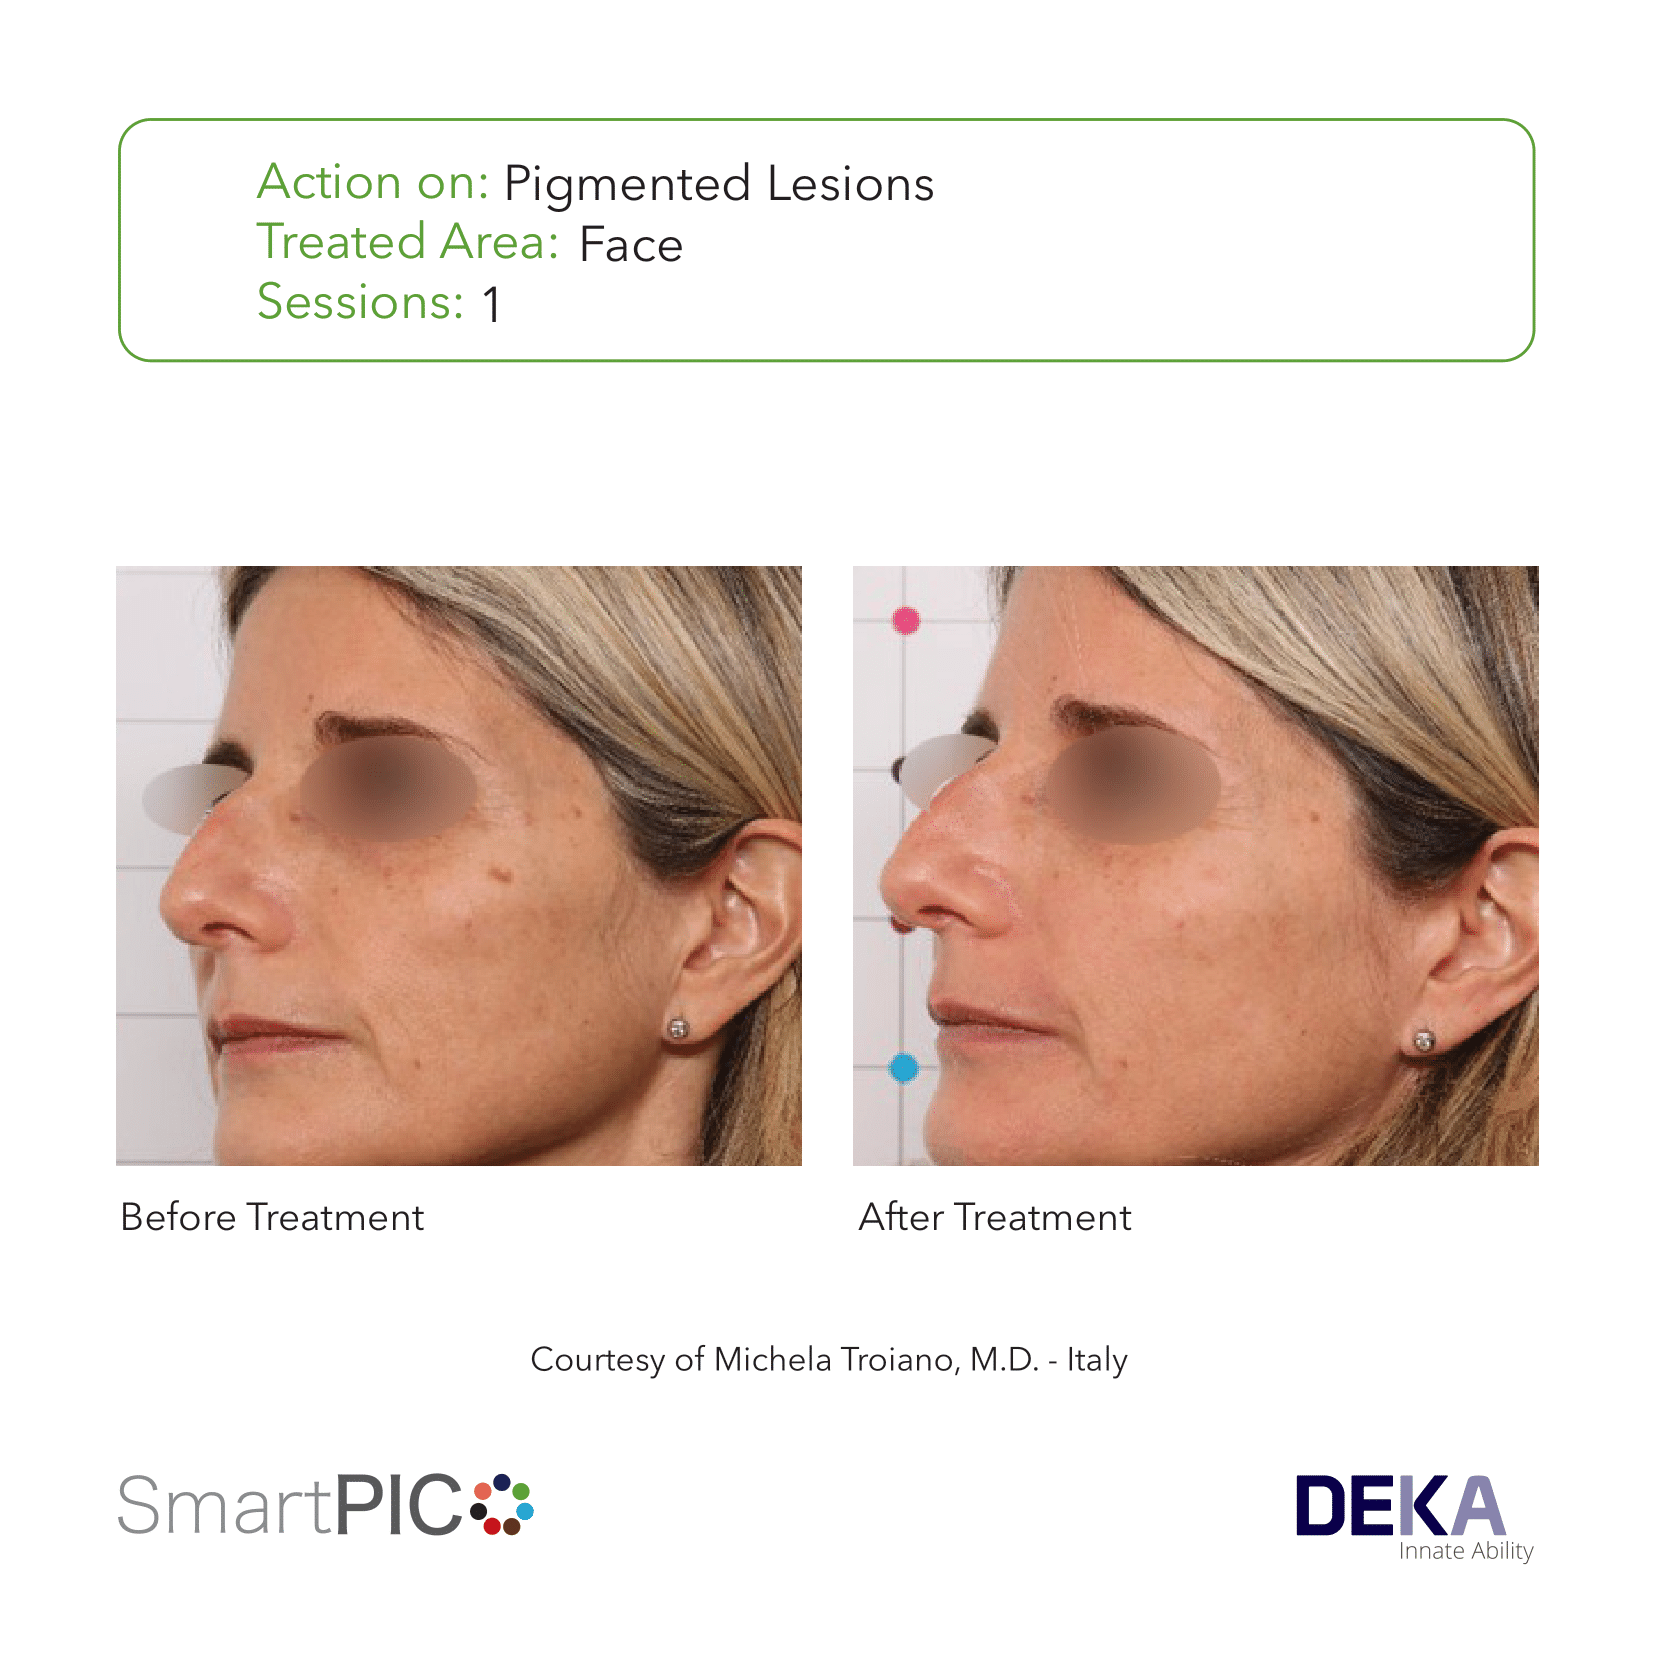 Action on: Pigmented Lesions
Treated Area: Face
Sessions: 1
Before Treatment
After Treatment
Courtesy of Michela Troiano, M.D. - Italy
SmartPICO
DEKA
Innate Ability